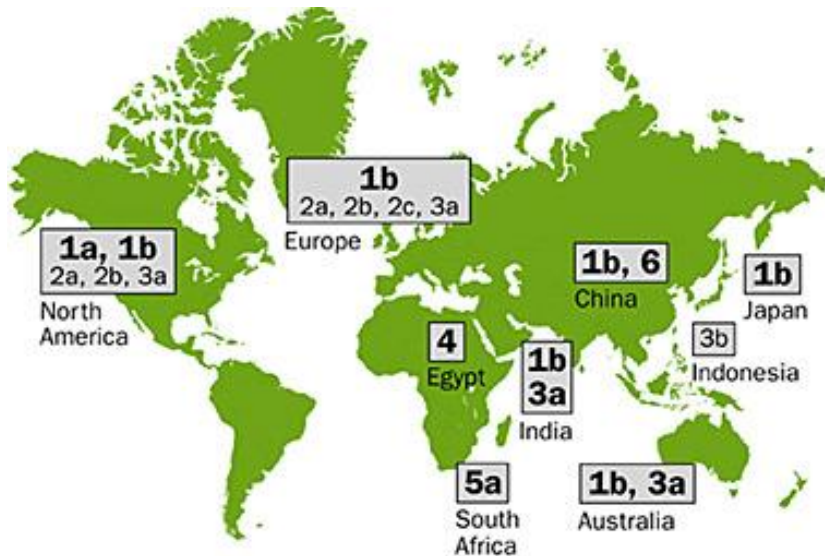 1b
2a, 2b, 2c, 3a
Europe
1a, 1b
2a, 2b, 3a
North
America
1b, 6
China
1b
Japan
4
Egypt
1b
3a
India
3b
Indonesia
5a
South
Africa
1b, 3a
Australia